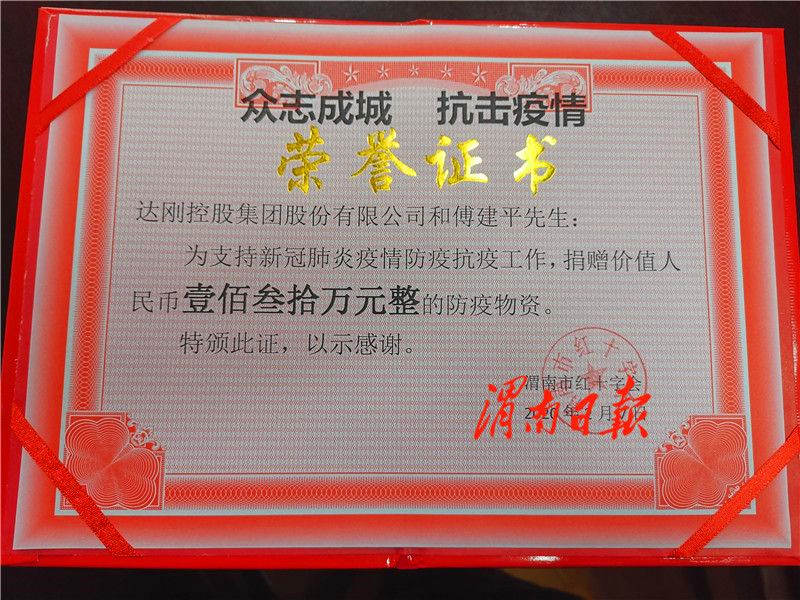 众志成城 抗击疫情
荣誉证书
达刚控股集团股份有限公司和傅建平先生：
为支持新冠肺炎疫情防疫抗疫工作，捐赠价值人
民币壹佰叁拾万元整的防疫物资。
特颁此证，以示感谢。
渭南市红十字会
渭南日报